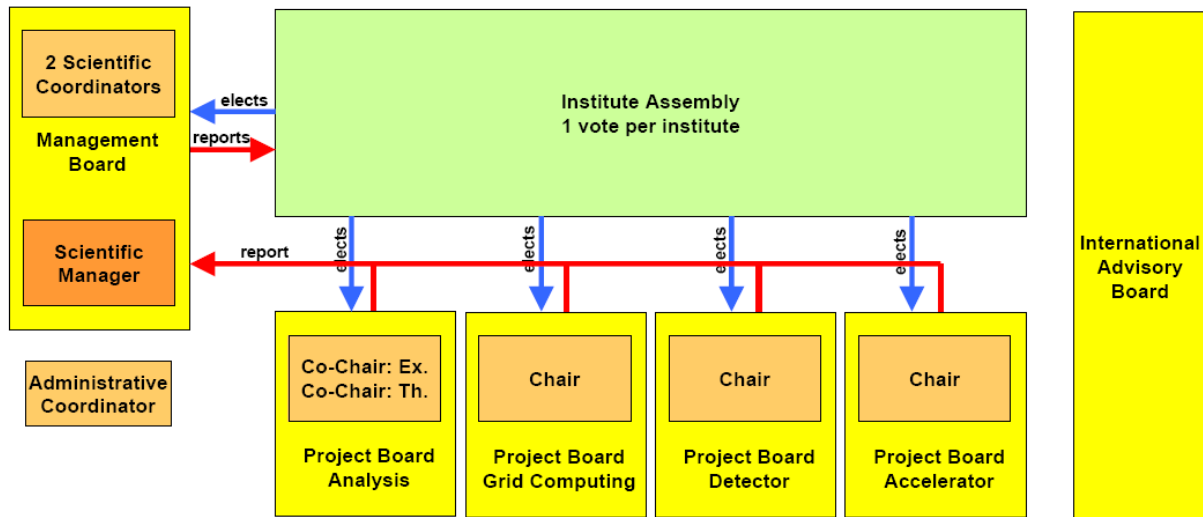 2 Scientific
Coordinators
Management
Board
Scientific
Manager
Administrative
Coordinator
elects
reports
Institute Assembly
1 vote per institute
report
elects
elects
elects
elects
Co-Chair: Ex.
Co-Chair: Th.
Project Board
Analysis
Chair
Project Board
Grid Computing
Chair
Project Board
Detector
Chair
Project Board
Accelerator
International
Advisory
Board